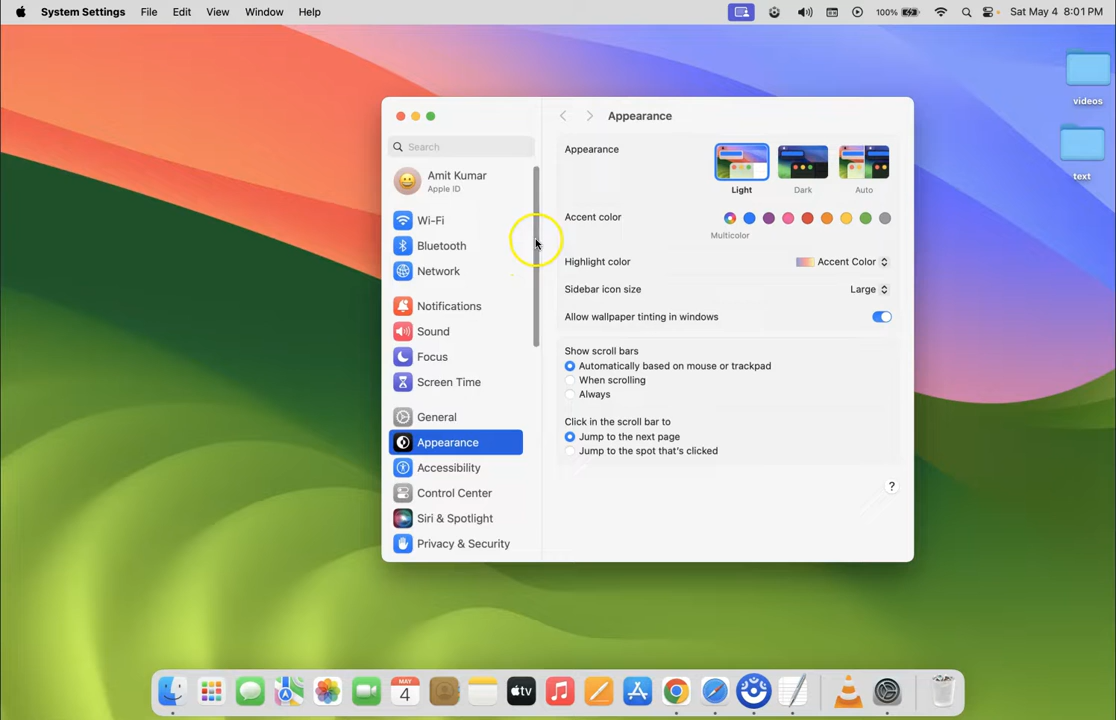 System Settings File Edit View Window Help 100% Sat May 4 8:01 PM
videos
text
Appearance
Search
Amit Kumar
Apple ID
Wi-Fi
Bluetooth
Network
Notifications
Sound
Focus
Screen Time
General
Appearance
Accessibility
Control Center
Siri & Spotlight
Privacy & Security
Appearance
Light Dark Auto
Accent color
Multicolor
Highlight color Accent Color
Sidebar icon size Large
Allow wallpaper tinting in windows
Show scroll bars
Automatically based on mouse or trackpad
When scrolling
Always
Click in the scroll bar to
Jump to the next page
Jump to the spot that's clicked
?
MAY
4
tv